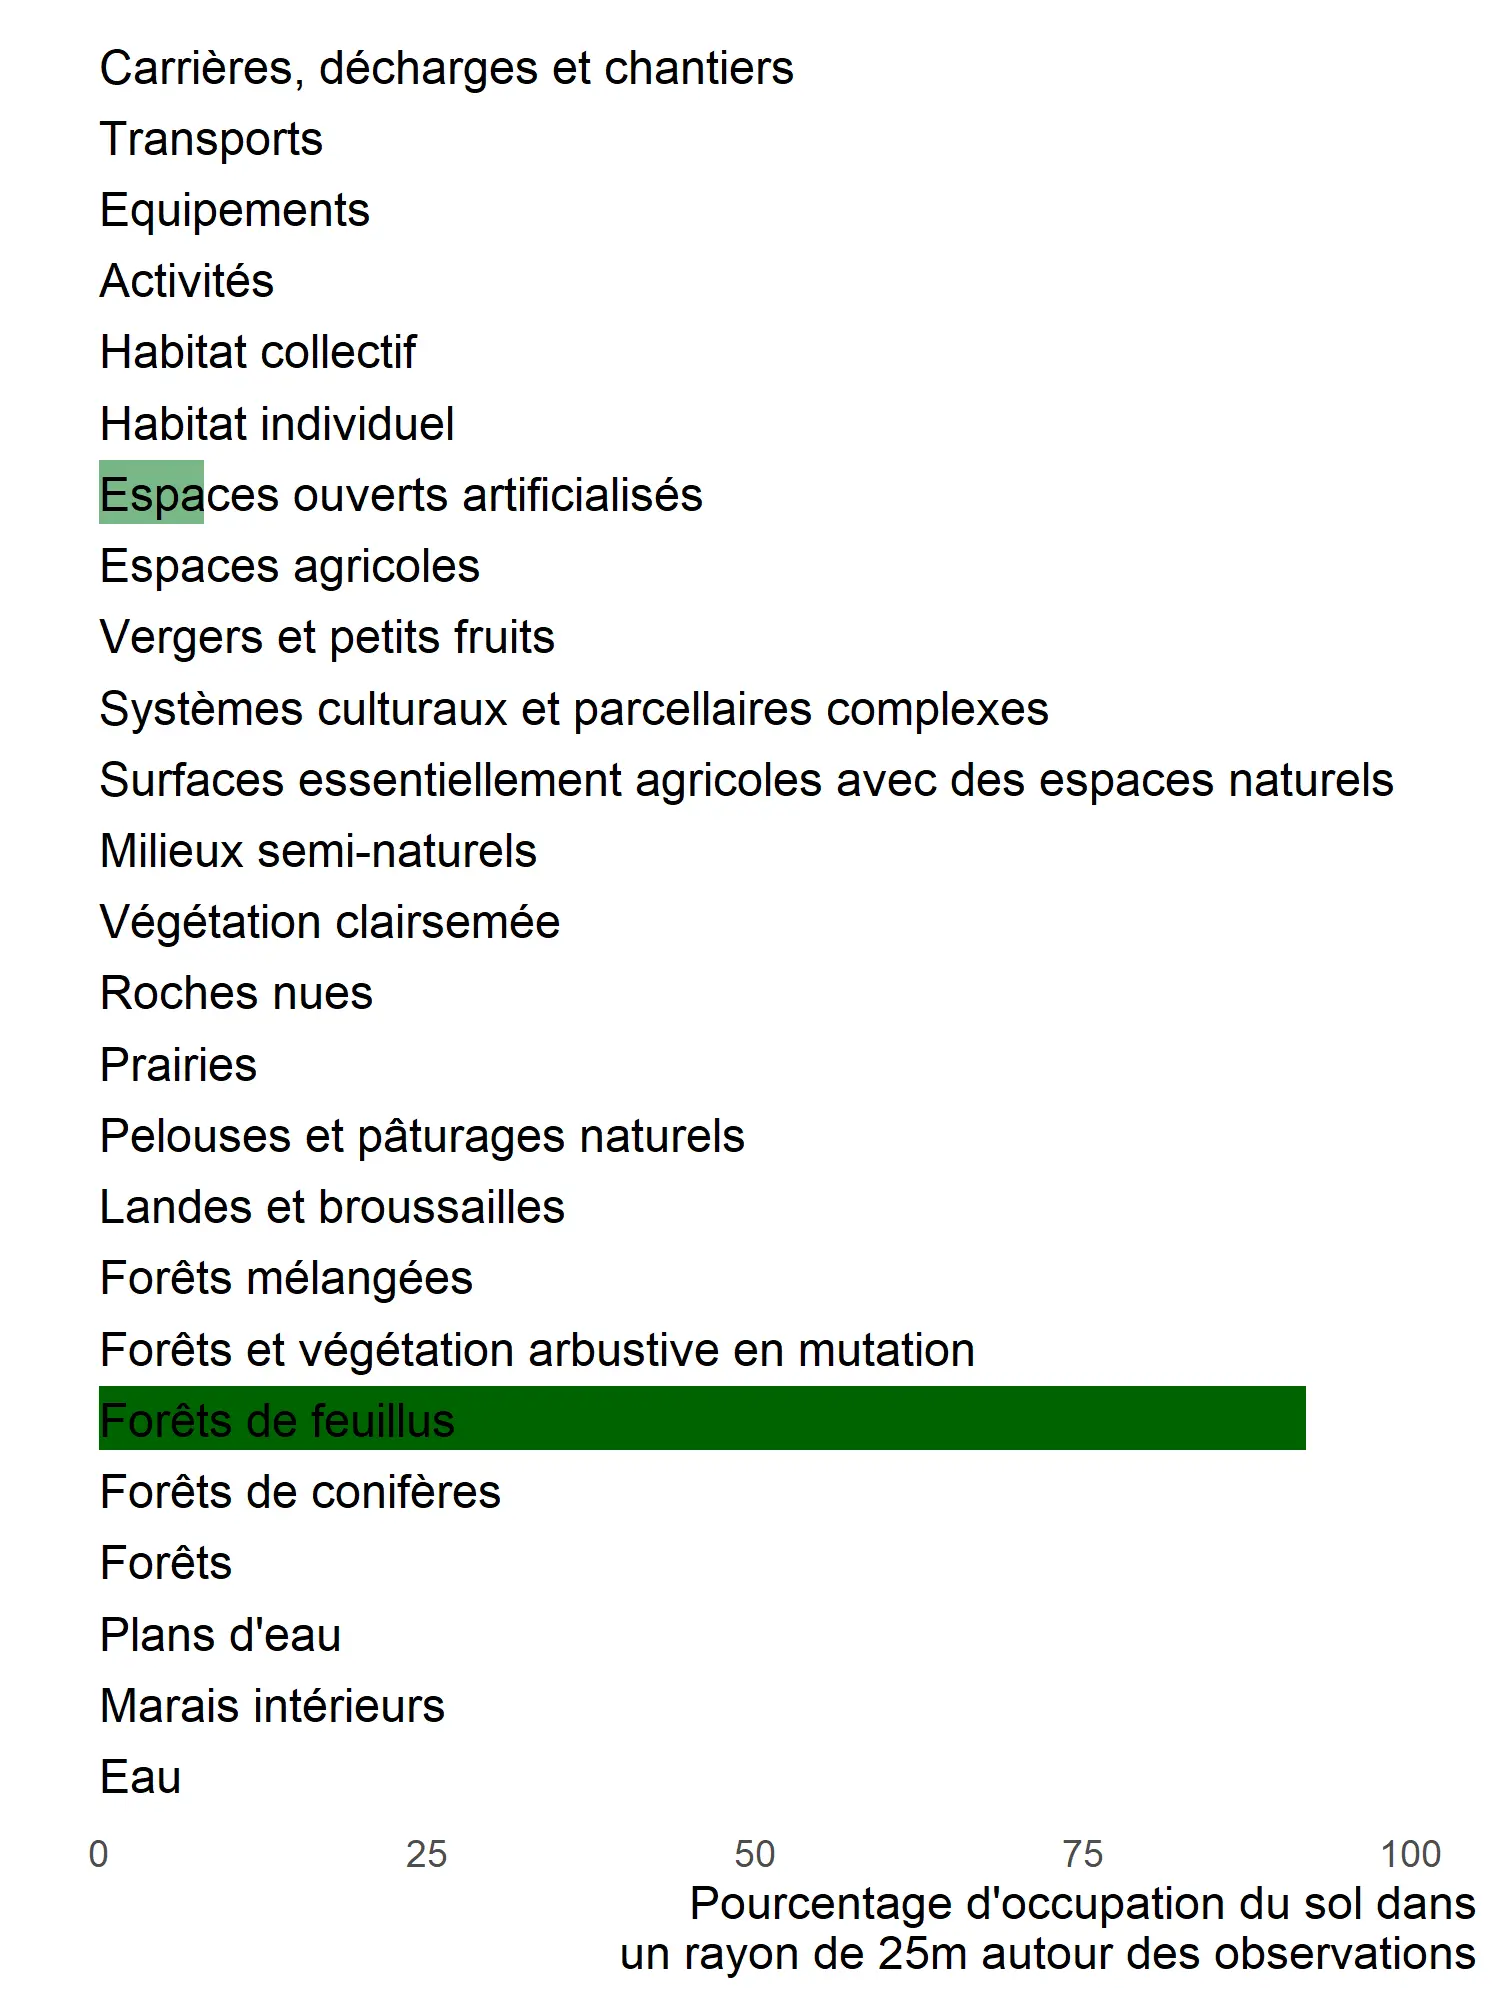 Carrières, décharges et chantiers
Transports
Equipements
Activités
Habitat collectif
Habitat individuel
Espaces ouverts artificialisés
Espaces agricoles
Vergers et petits fruits
Systèmes culturaux et parcellaires complexes
Surfaces essentiellement agricoles avec des espaces naturels
Milieux semi-naturels
Végétation clairsemée
Roches nues
Prairies
Pelouses et pâturages naturels
Landes et broussailles
Forêts mélangées
Forêts et végétation arbustive en mutation
Forêts de feuillus
Forêts de conifères
Forêts
Plans d'eau
Marais intérieurs
Eau
0 25 50 75 100
Pourcentage d'occupation du sol dans
un rayon de 25m autour des observations